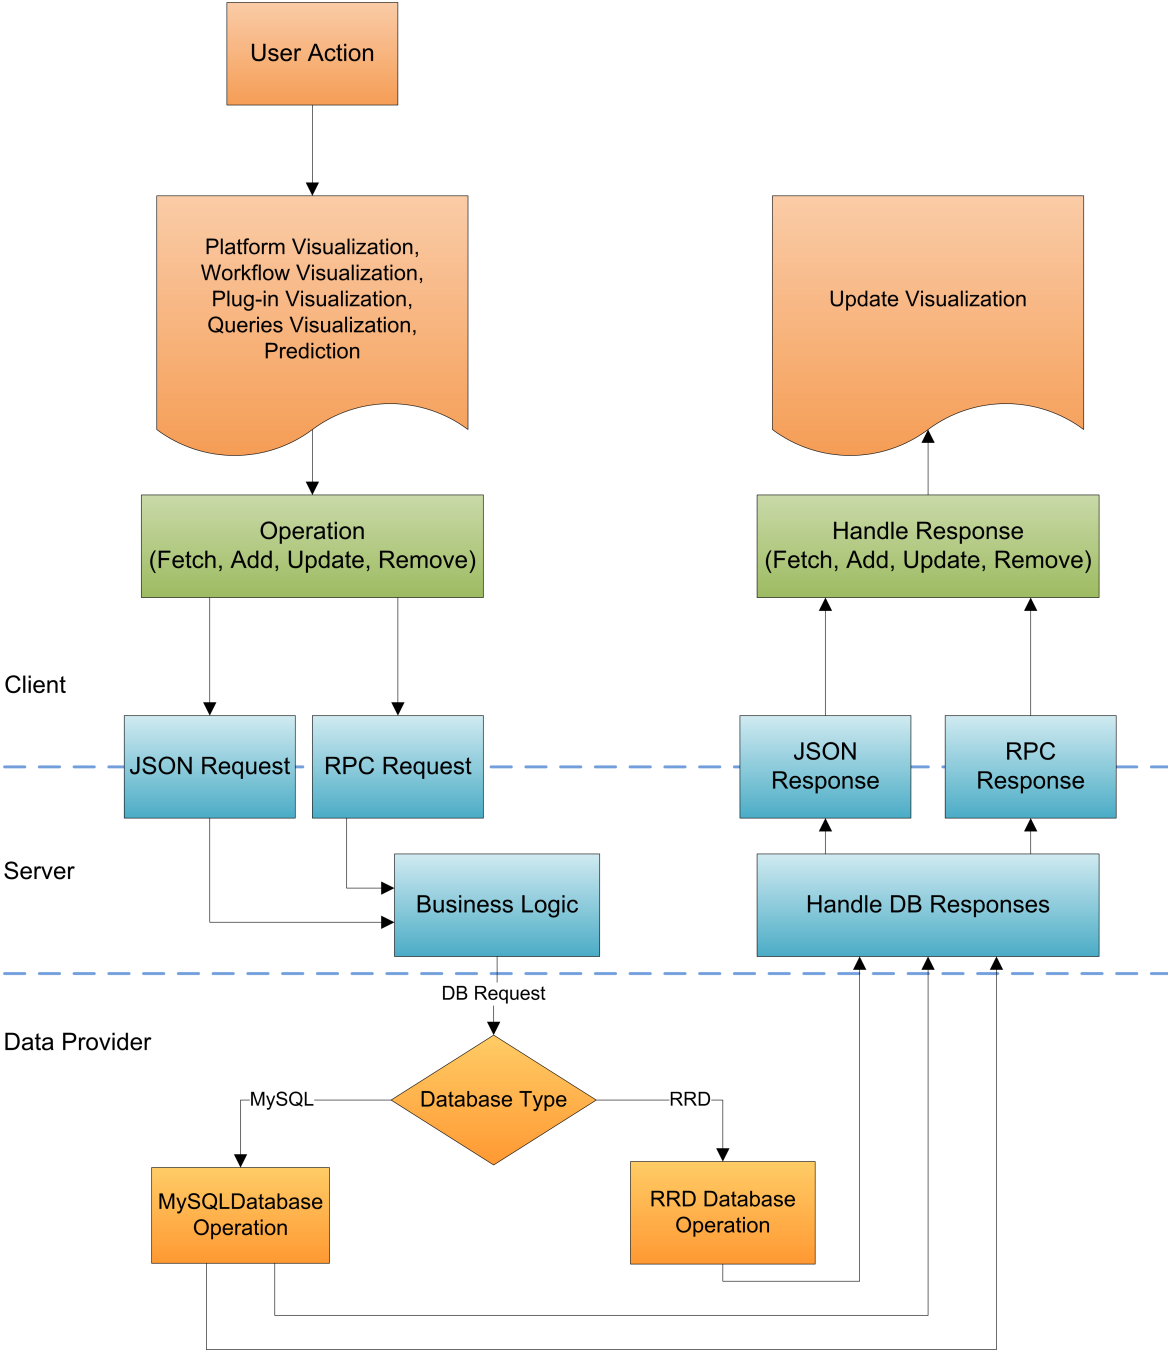 User Action
Platform Visualization,
Workflow Visualization,
Plug-in Visualization,
Queries Visualization,
Prediction
Update Visualization
Operation
(Fetch, Add, Update, Remove)
Handle Response
(Fetch, Add, Update, Remove)
Client
JSON Request
RPC Request
JSON
Response
RPC
Response
Server
Business Logic
Handle DB Responses
DB Request
Data Provider
Database Type
MySQL
RRD
MySQLDatabase
Operation
RRD Database
Operation